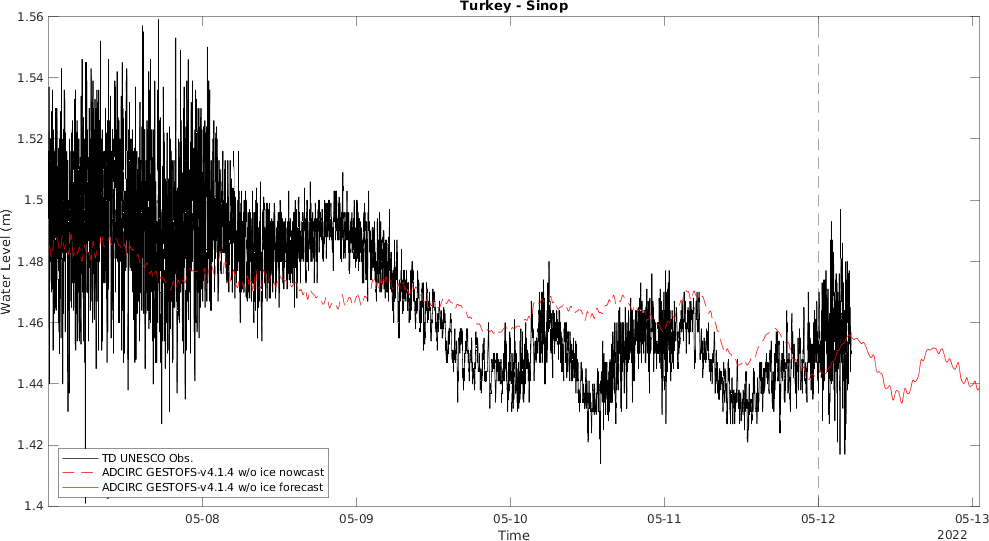 Turkey - Sinop
1.56
1.54
1.52
1.5
1.48
1.46
1.44
1.42
1.4
Water Level (m)
TD UNESCO Obs.
ADCIRC GESTOFS-v4.1.4 w/o ice nowcast
ADCIRC GESTOFS-v4.1.4 w/o ice forecast
05-08
05-09
05-10
05-11
05-12
05-13
Time
2022